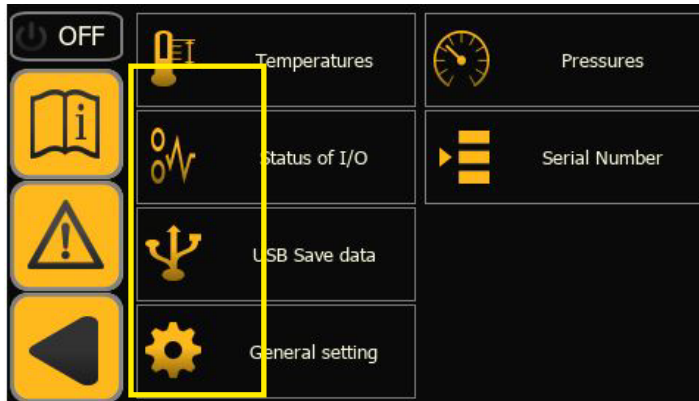 OFF
Temperatures
Pressures
Status of I/O
Serial Number
USB Save data
General setting